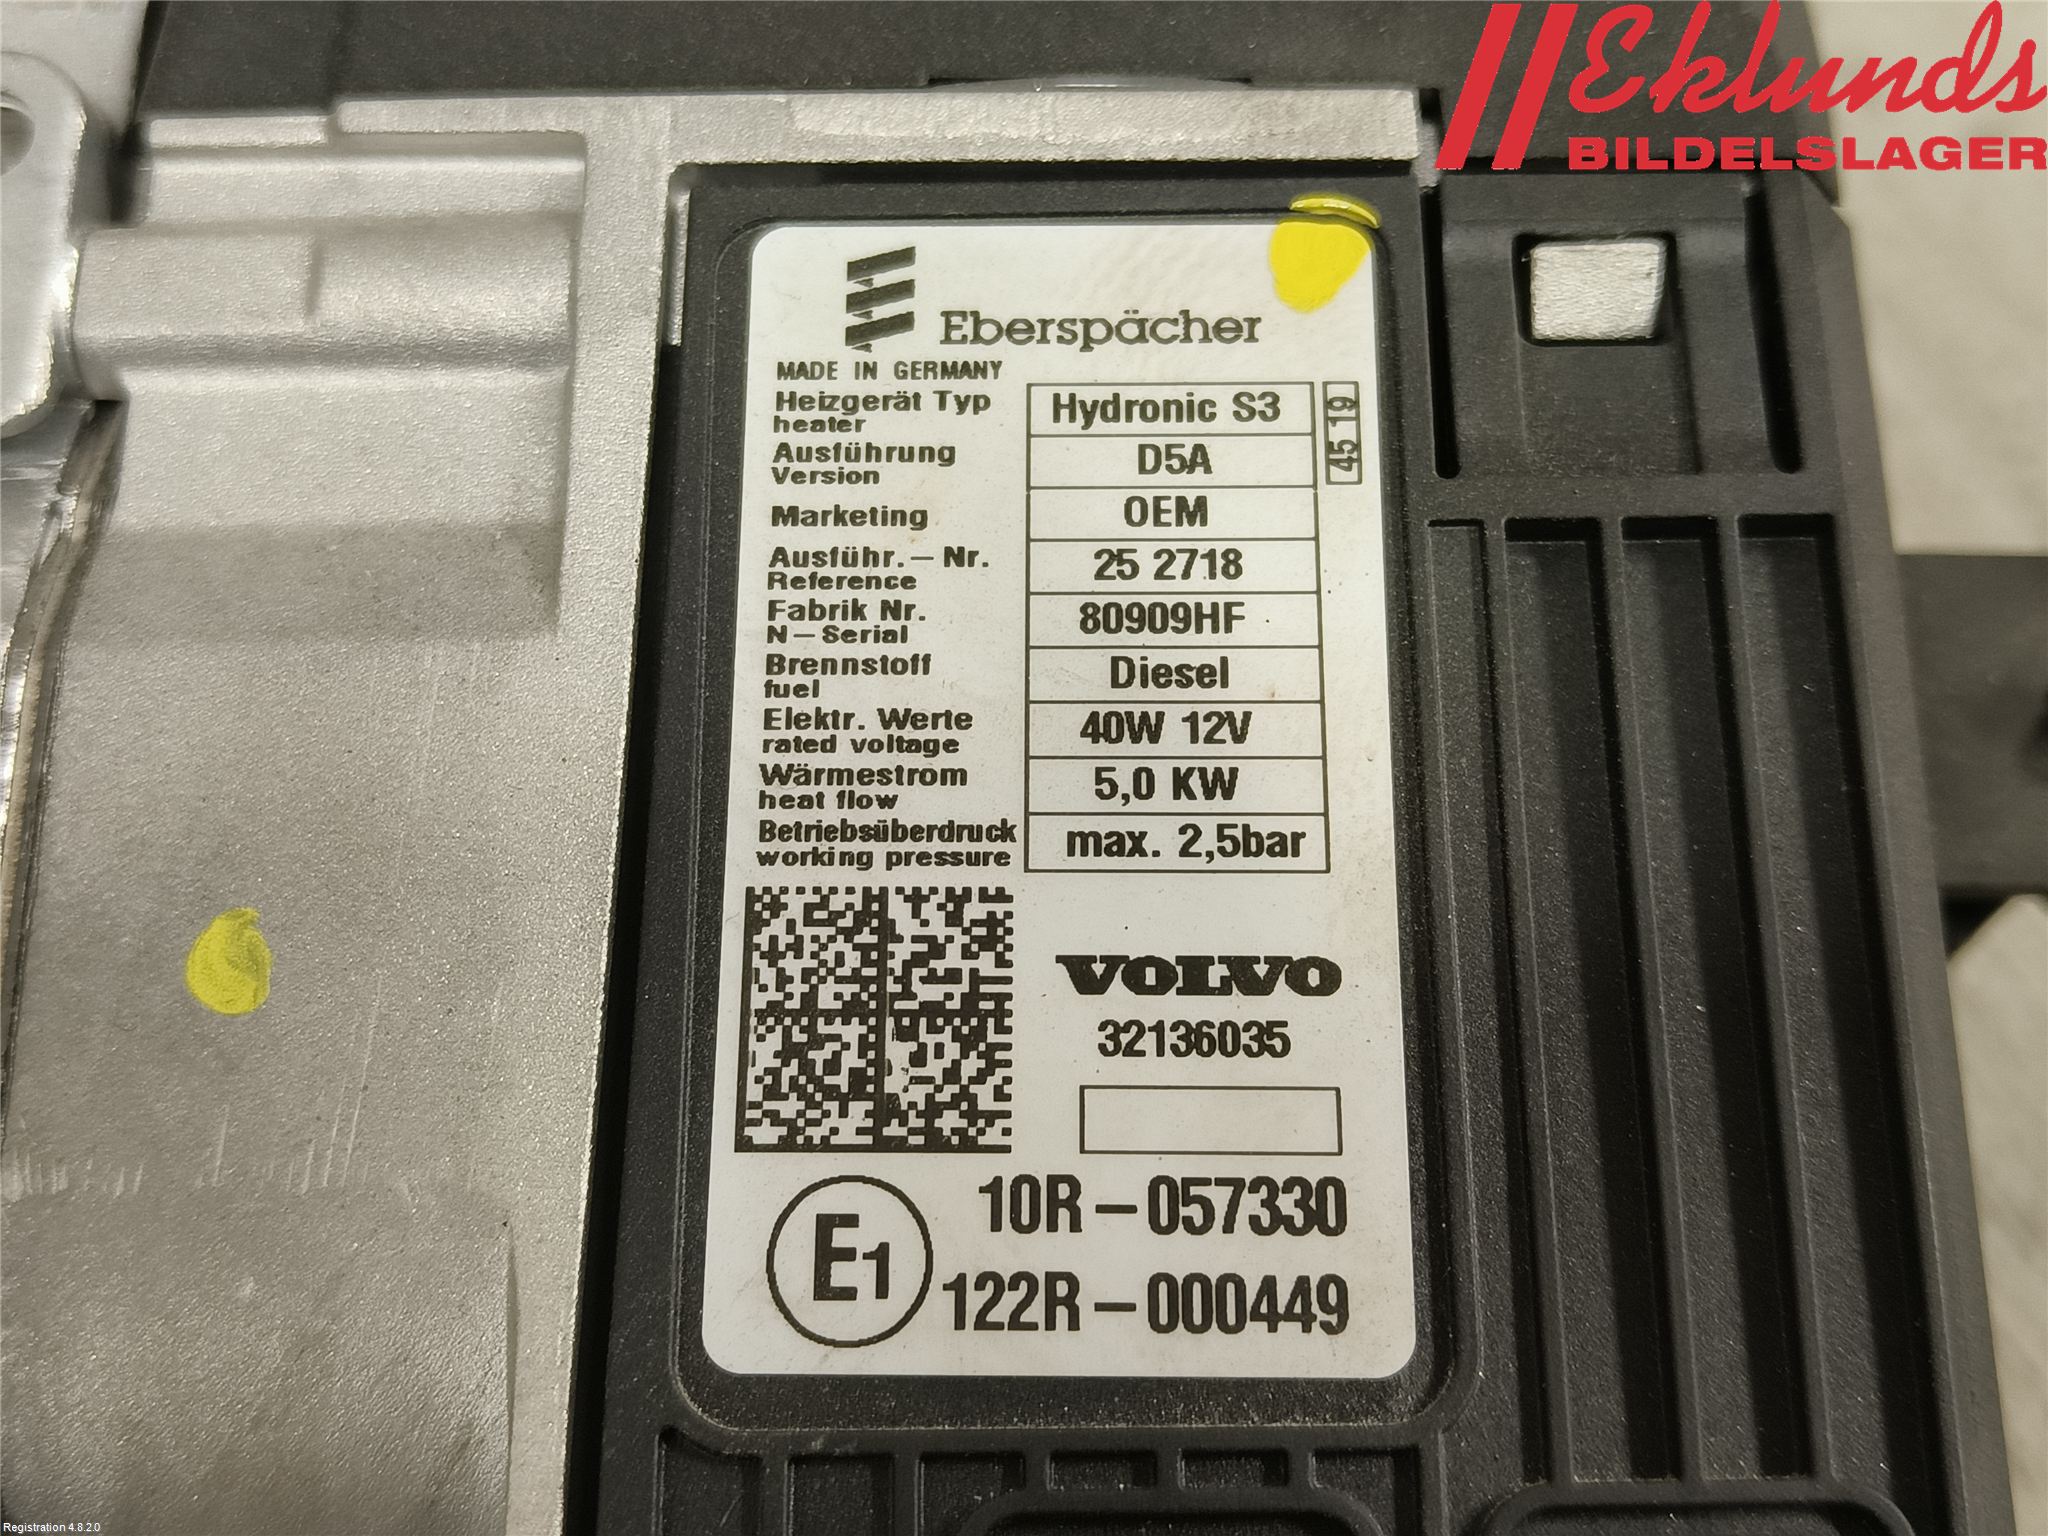 Eklunds
BILDELSLAGER
Eberspächer
MADE IN GERMANY
Heizgerät Typ
heater
Hydronic S3
45 19
Ausführung
Version
D5A
Marketing
OEM
Ausführ.-Nr.
Reference
25 2718
Fabrik Nr.
N-Serial
80909HF
Brennstoff
fuel
Diesel
Elektr. Werte
rated voltage
40W 12V
Wärmestrom
heat flow
5,0 KW
Betriebsüberdruck
working pressure
max. 2,5bar
VOLVO
32136035
E1
10R-057330
122R-000449
Registration 4.8.2.0